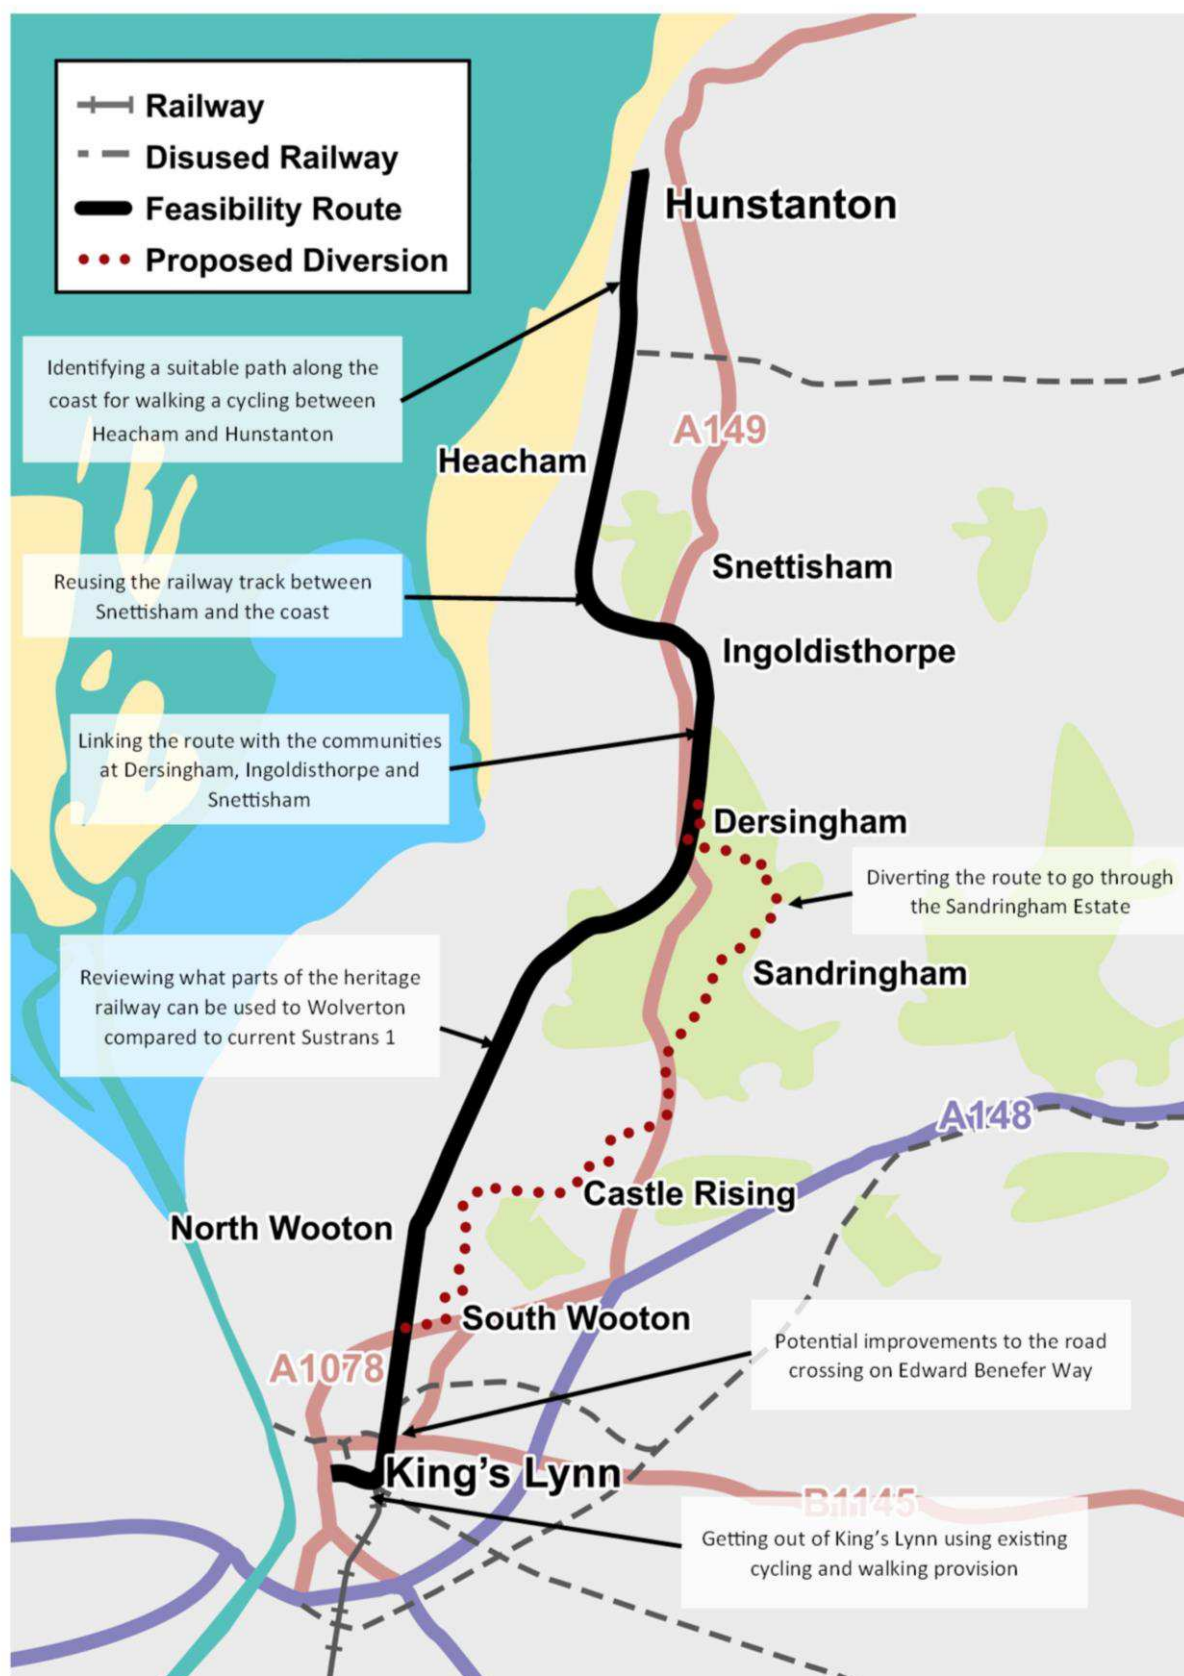 Railway
Disused Railway
Feasibility Route
Proposed Diversion
Hunstanton
Identifying a suitable path along the
coast for walking a cycling between
Heacham and Hunstanton
A149
Heacham
Snettisham
Reusing the railway track between
Snettisham and the coast
Ingoldisthorpe
Linking the route with the communities
at Dersingham, Ingoldisthorpe and
Snettisham
Dersingham
Diverting the route to go through
the Sandringham Estate
Sandringham
Reviewing what parts of the heritage
railway can be used to Wolverton
compared to current Sustrans 1
A148
Castle Rising
North Wooton
South Wooton
Potential improvements to the road
crossing on Edward Benefer Way
A1078
King's Lynn
B1145
Getting out of King's Lynn using existing
cycling and walking provision